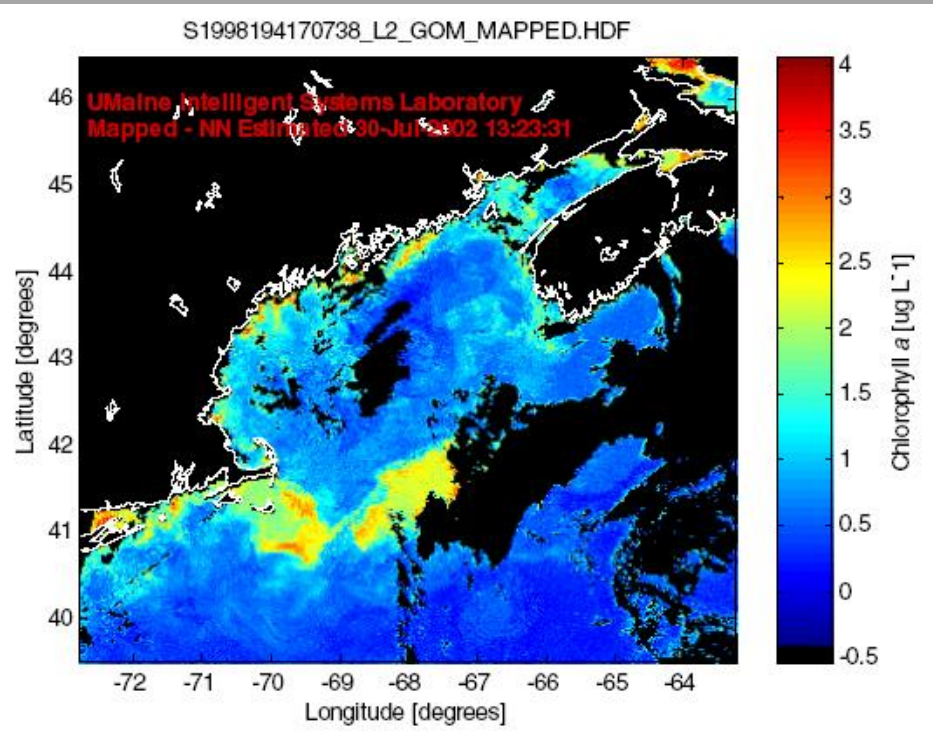 S1998194170738_L2_GOM_MAPPED.HDF
UMaine Intelligent Systems Laboratory
Mapped - NN Estimated 30-Jul-2002 13:23:31
46
45
44
43
42
41
40
Latitude [degrees]
-72 -71 -70 -69 -68 -67 -66 -65 -64
Longitude [degrees]
4
3.5
3
2.5
2
1.5
1
0.5
0
-0.5
Chlorophyll a [ug L-1]